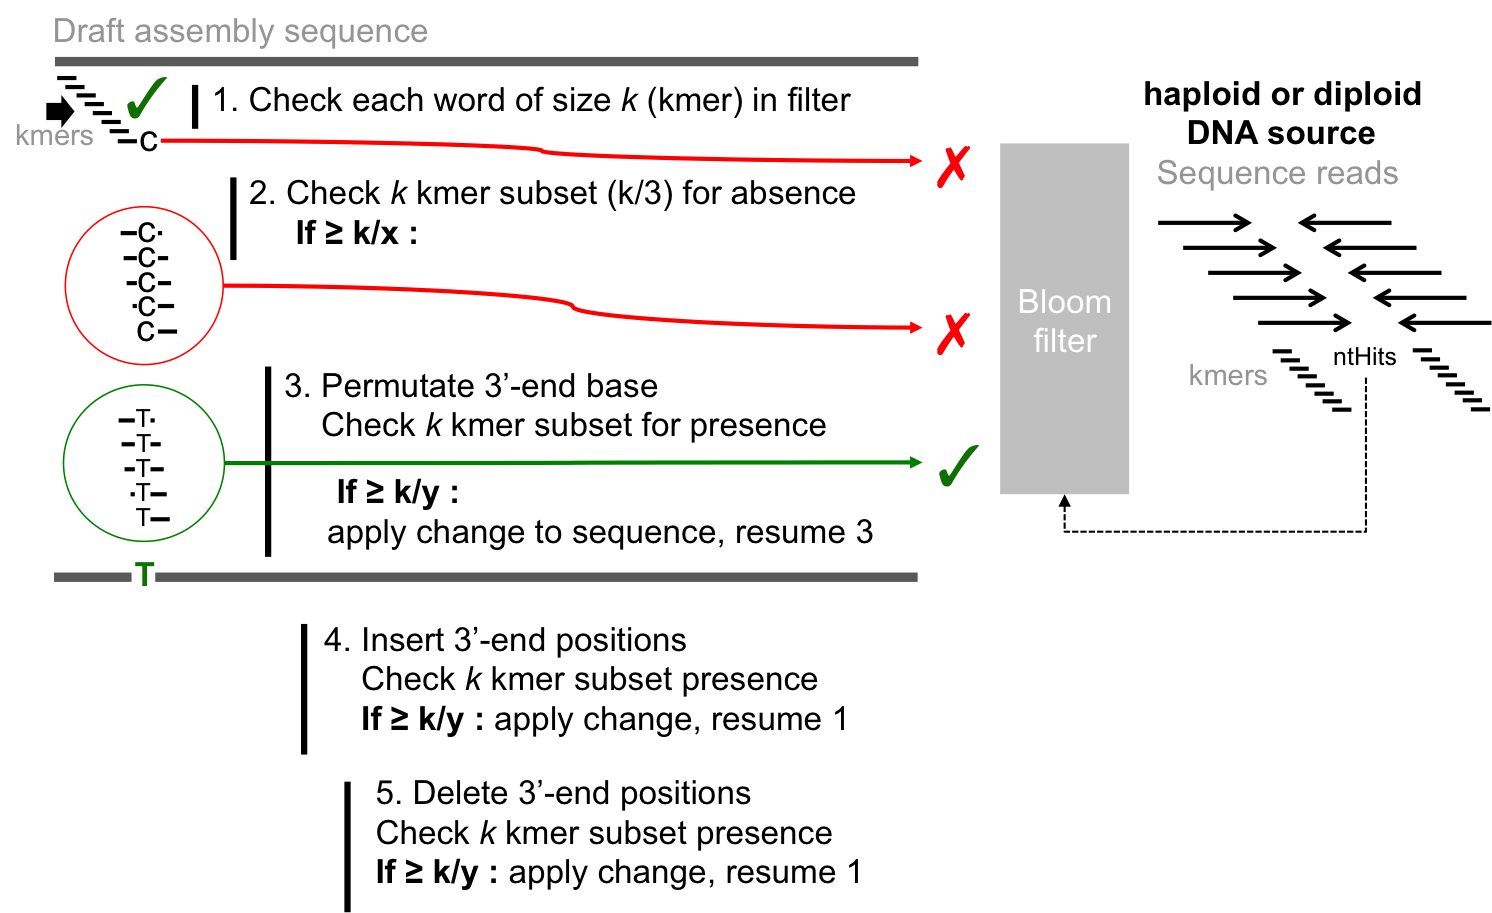 Draft assembly sequence
1. Check each word of size k (kmer) in filter
kmers
C
2. Check k kmer subset (k/3) for absence
If ≥ k/x :
C
C
C
C
C
3. Permutate 3’-end base
Check k kmer subset for presence
T
T
T
T
T
If ≥ k/y :
apply change to sequence, resume 3
T
4. Insert 3’-end positions
Check k kmer subset presence
If ≥ k/y : apply change, resume 1
5. Delete 3’-end positions
Check k kmer subset presence
If ≥ k/y : apply change, resume 1
Bloom
filter
haploid or diploid
DNA source
Sequence reads
ntHits
kmers